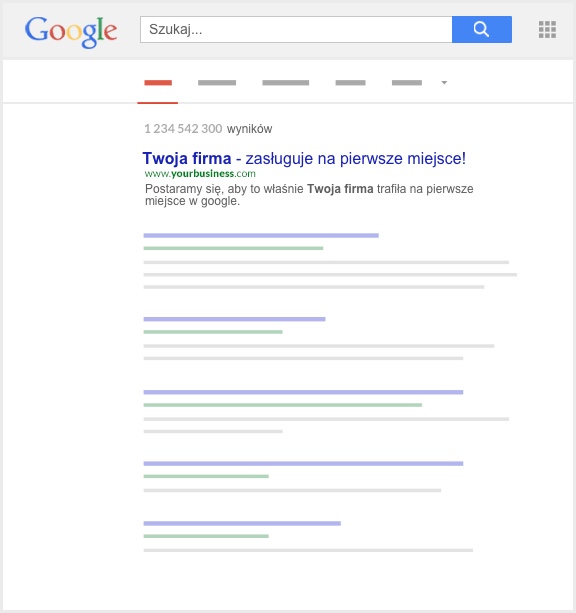 Google
Szukaj...
1 234 542 300 wyników
Twoja firma - zasługuje na pierwsze miejsce!
www.yourbusiness.com
Postaramy się, aby to właśnie Twoja firma trafiła na pierwsze
miejsce w google.